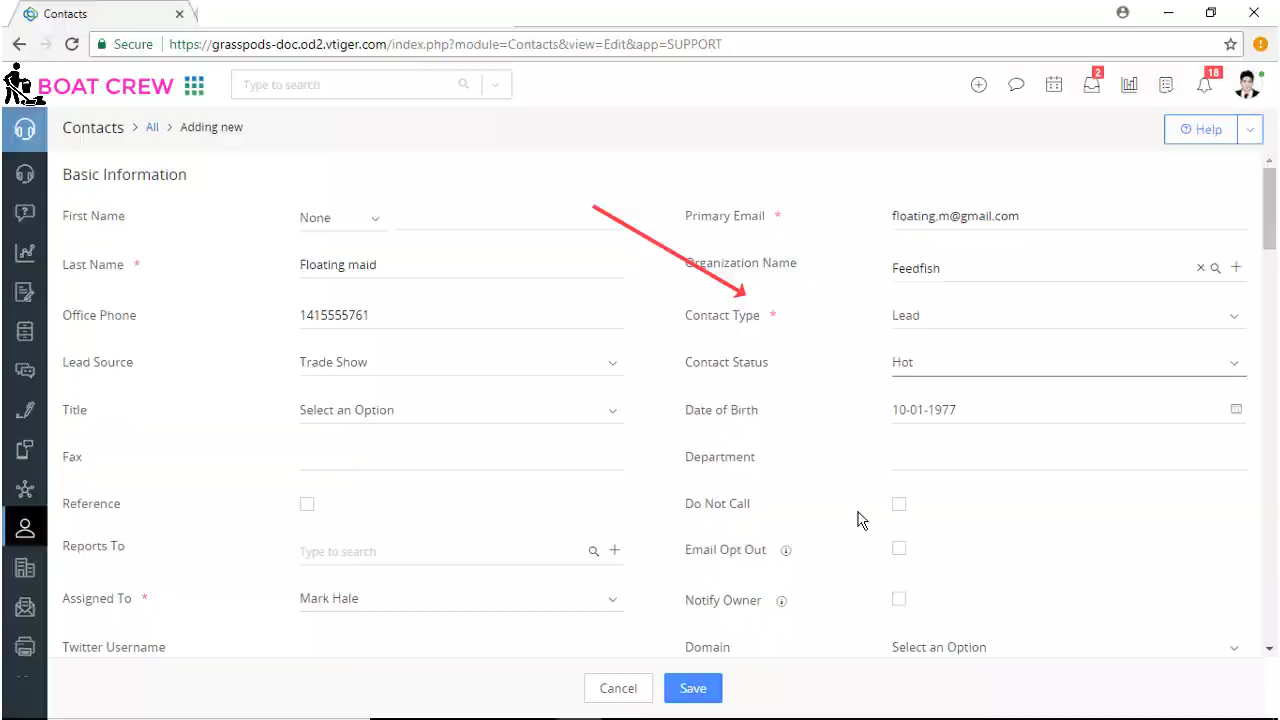 Contacts
Secure https://grasspods-doc.od2.vtiger.com/index.php?module=Contacts&view=Edit&app=SUPPORT
BOAT CREW Type to search 2 18
Contacts > All > Adding new Help
Basic Information
First Name None Primary Email * floating.m@gmail.com
Last Name * Floating maid Organization Name Feedfish
Office Phone 1415555761 Contact Type * Lead
Lead Source Trade Show Contact Status Hot
Title Select an Option Date of Birth 10-01-1977
Fax Department
Reference Do Not Call
Reports To Type to search Email Opt Out
Assigned To * Mark Hale Notify Owner
Twitter Username Domain Select an Option
Cancel Save